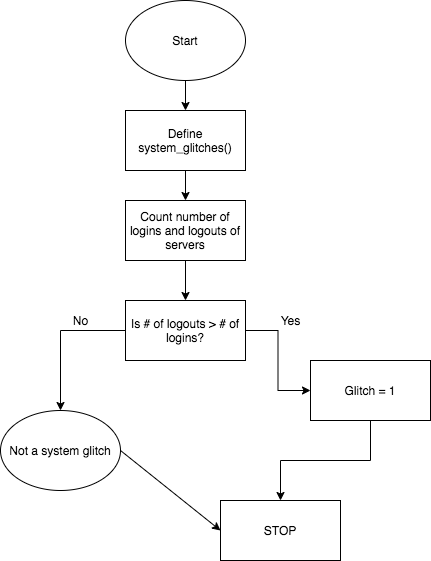 Start
Define
system_glitches()
Count number of
logins and logouts of
servers
Is # of logouts > # of
logins?
No
Yes
Glitch = 1
Not a system glitch
STOP